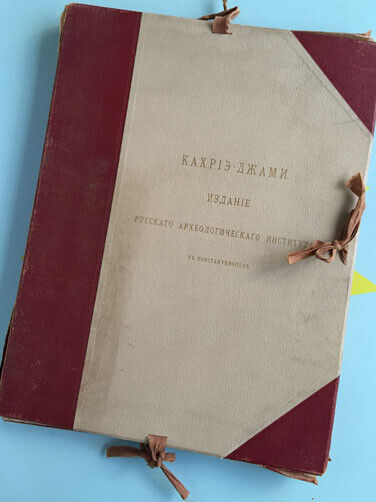 КАХРІЭ-ДЖАМИ.
ИЗДАНІЕ
РУССКАГО АРХЕОЛОГИЧЕСКАГО ИНСТИТУТА
ВЪ КОНСТАНТИНОПОЛѢ.